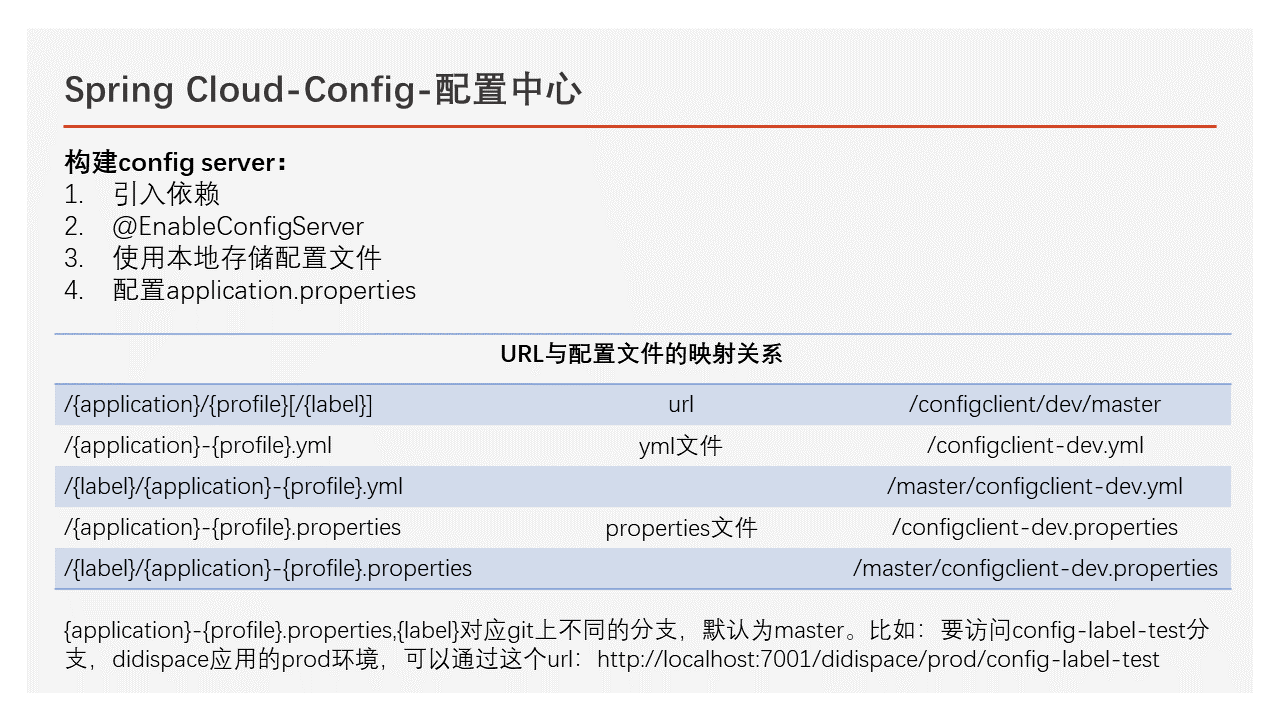 Spring Cloud-Config-配置中心
构建config server：
1. 引入依赖
2. @EnableConfigServer
3. 使用本地存储配置文件
4. 配置application.properties
URL与配置文件的映射关系
/{application}/{profile}[/{label}] url /configclient/dev/master
/{application}-{profile}.yml yml文件 /configclient-dev.yml
/{label}/{application}-{profile}.yml /master/configclient-dev.yml
/{application}-{profile}.properties properties文件 /configclient-dev.properties
/{label}/{application}-{profile}.properties /master/configclient-dev.properties
{application}-{profile}.properties,{label}对应git上不同的分支，默认为master。比如：要访问config-label-test分
支，didispace应用的prod环境，可以通过这个url：http://localhost:7001/didispace/prod/config-label-test